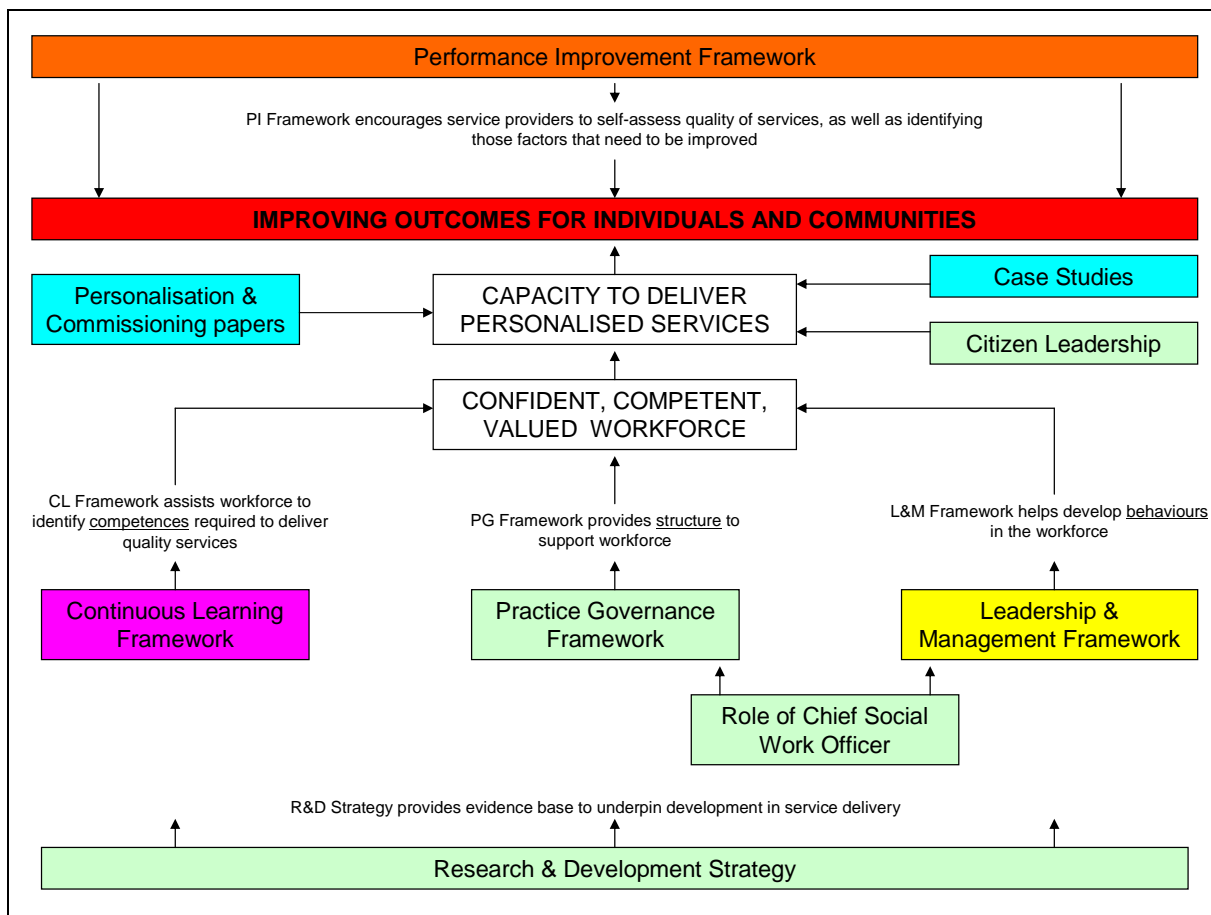 Performance Improvement Framework
PI Framework encourages service providers to self-assess quality of services, as well as identifying
those factors that need to be improved
IMPROVING OUTCOMES FOR INDIVIDUALS AND COMMUNITIES
Personalisation &
Commissioning papers
CAPACITY TO DELIVER
PERSONALISED SERVICES
Case Studies
Citizen Leadership
CONFIDENT, COMPETENT,
VALUED WORKFORCE
CL Framework assists workforce to
identify competences required to deliver
quality services
PG Framework provides structure to
support workforce
L&M Framework helps develop behaviours
in the workforce
Continuous Learning
Framework
Practice Governance
Framework
Leadership &
Management Framework
Role of Chief Social
Work Officer
R&D Strategy provides evidence base to underpin development in service delivery
Research & Development Strategy